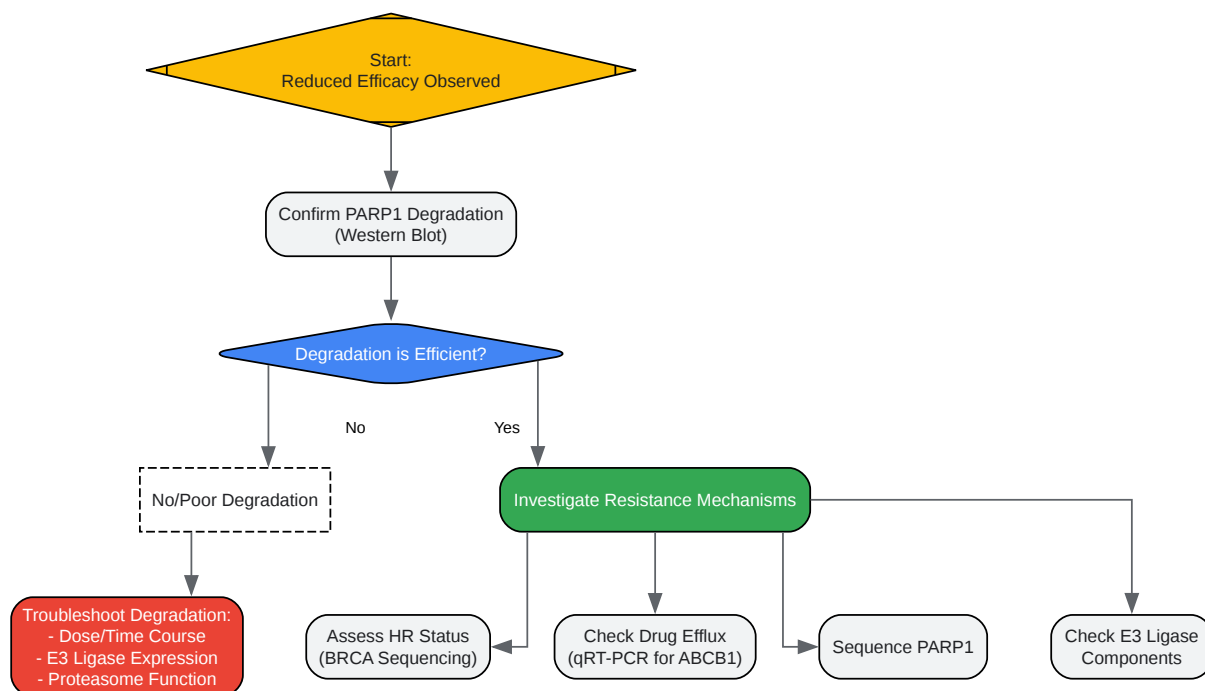 Start:
Reduced Efficacy Observed
Confirm PARP1 Degradation
(Western Blot)
Degradation is Efficient?
No
Yes
No/Poor Degradation
Investigate Resistance Mechanisms
Troubleshoot Degradation:
- Dose/Time Course
- E3 Ligase Expression
- Proteasome Function
Assess HR Status
(BRCA Sequencing)
Check Drug Efflux
(qRT-PCR for ABCB1)
Sequence PARP1
Check E3 Ligase
Components